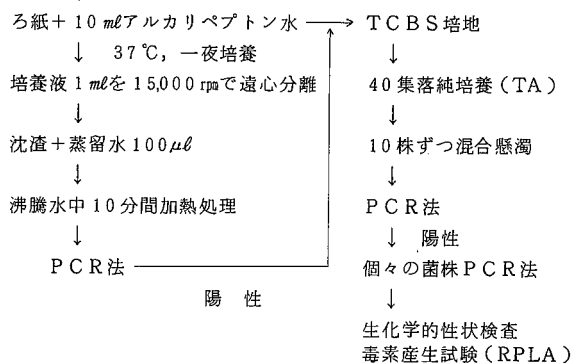 ろ紙+10mlアルカリペプトン水
↓ 37℃,一夜培養
培養液1mlを15,000rpmで遠心分離
↓
沈渣+蒸留水100μl
↓
沸騰水中10分間加熱処理
↓
PCR法
陽性
TCBS培地
↓
40集落純培養(TA)
↓
10株ずつ混合懸濁
↓
PCR法
↓ 陽性
個々の菌株PCR法
↓
生化学的性状検査
毒素産生試験(RPLA)